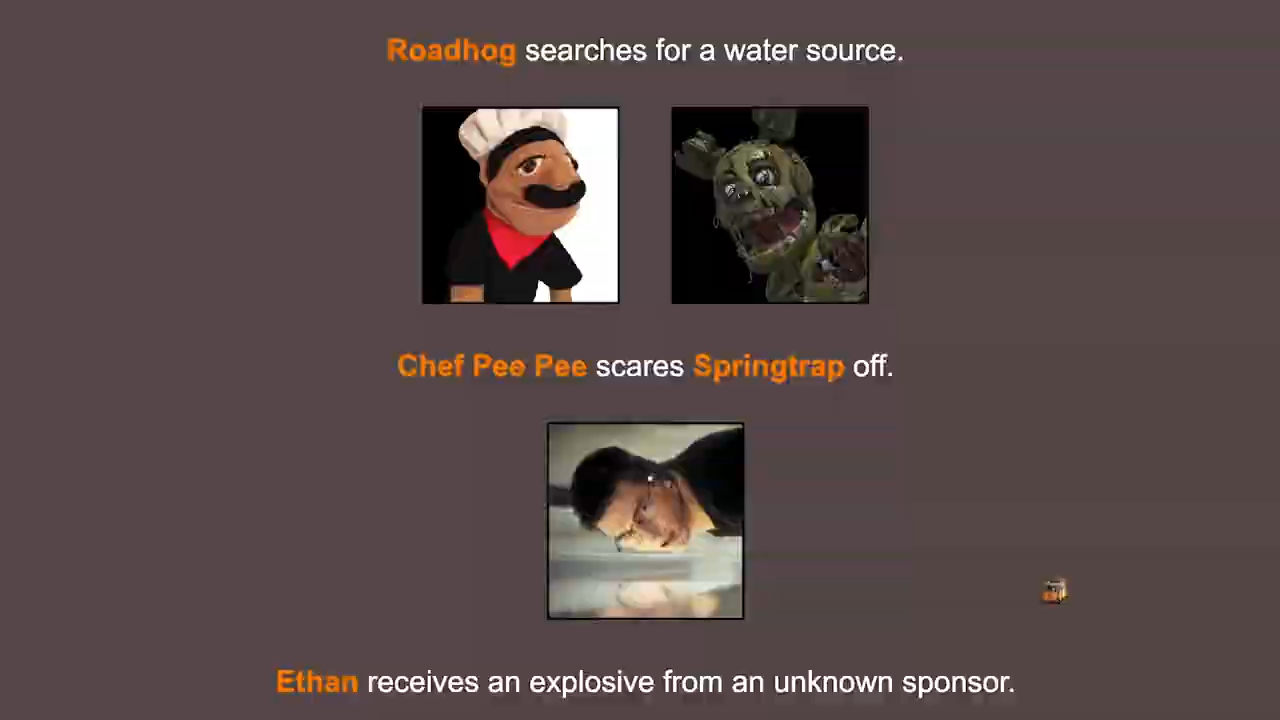 Roadhog searches for a water source.
Chef Pee Pee scares Springtrap off.
Ethan receives an explosive from an unknown sponsor.